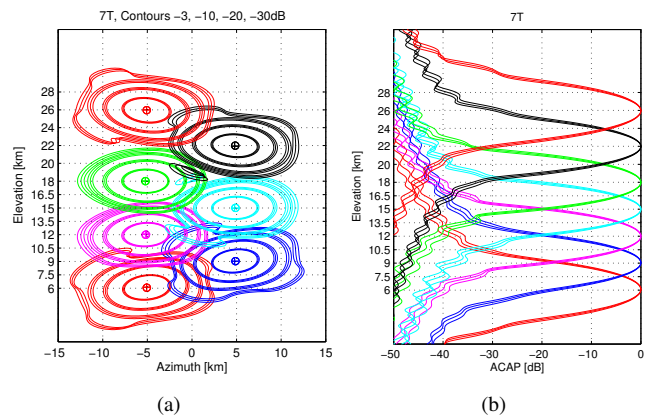 7T, Contours −3, −10, −20, −30dB
Elevation [km]
28
26
24
22
20
18
16.5
15
13.5
12
10.5
9
7.5
6
−15 −10 −5 0 5 10 15
Azimuth [km]
(a)
7T
Elevation [km]
28
26
24
22
20
18
16.5
15
13.5
12
10.5
9
7.5
6
−50 −40 −30 −20 −10 0
ACAP [dB]
(b)